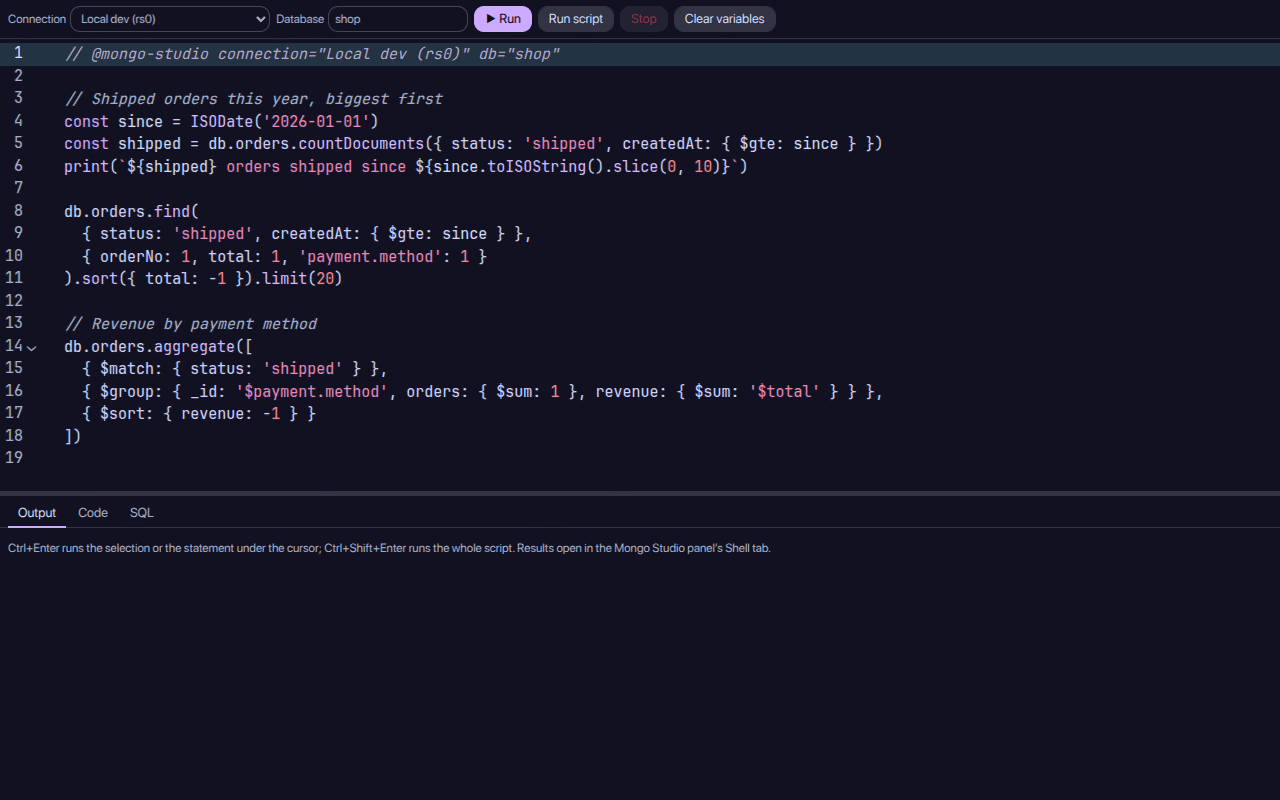 Connection Local dev (rs0) Database shop ▶ Run Run script Stop Clear variables
1 // @mongo-studio connection="Local dev (rs0)" db="shop"
2
3 // Shipped orders this year, biggest first
4 const since = ISODate('2026-01-01')
5 const shipped = db.orders.countDocuments({ status: 'shipped', createdAt: { $gte: since } })
6 print(`${shipped} orders shipped since ${since.toISOString().slice(0, 10)}`)
7
8 db.orders.find(
9   { status: 'shipped', createdAt: { $gte: since } },
10   { orderNo: 1, total: 1, 'payment.method': 1 }
11 ).sort({ total: -1 }).limit(20)
12
13 // Revenue by payment method
14 db.orders.aggregate([
15   { $match: { status: 'shipped' } },
16   { $group: { _id: '$payment.method', orders: { $sum: 1 }, revenue: { $sum: '$total' } } },
17   { $sort: { revenue: -1 } }
18 ])
19
Output Code SQL
Ctrl+Enter runs the selection or the statement under the cursor; Ctrl+Shift+Enter runs the whole script. Results open in the Mongo Studio panel's Shell tab.